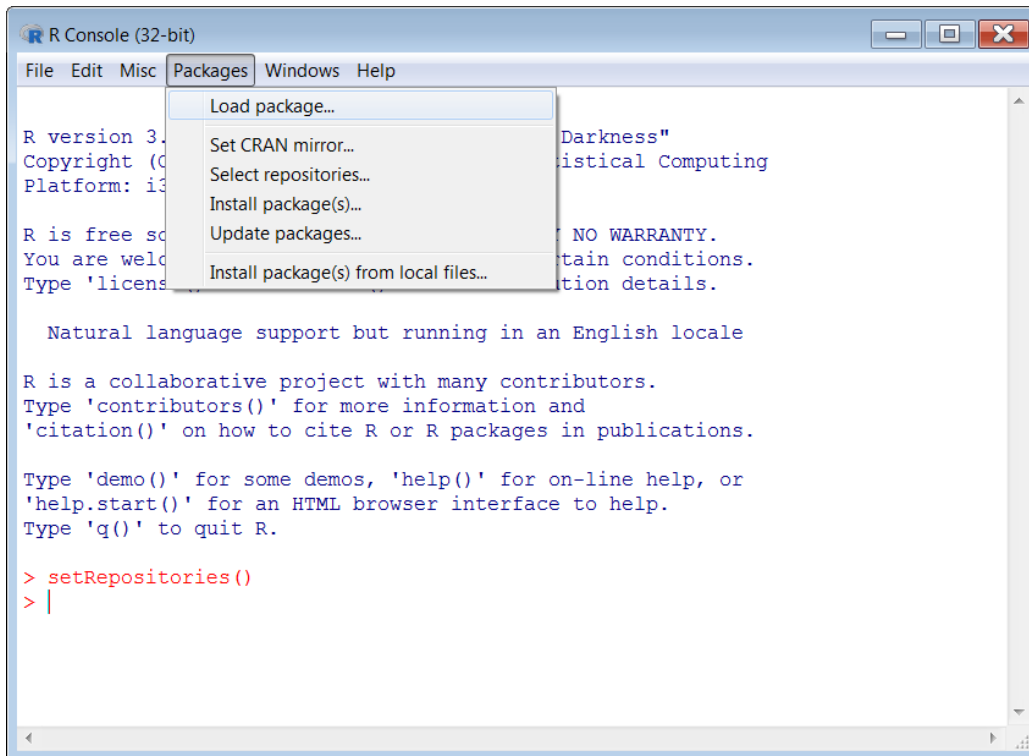 R Console (32-bit)
File Edit Misc Packages Windows Help
Load package...
Set CRAN mirror...
Select repositories...
Install package(s)...
Update packages...
Install package(s) from local files...
R version 3. Darkness"
Copyright (C istical Computing
Platform: i3
R is free so NO WARRANTY.
You are welc tain conditions.
Type 'licens tion details.
Natural language support but running in an English locale
R is a collaborative project with many contributors.
Type 'contributors()' for more information and
'citation()' on how to cite R or R packages in publications.
Type 'demo()' for some demos, 'help()' for on-line help, or
'help.start()' for an HTML browser interface to help.
Type 'q()' to quit R.
> setRepositories()
>